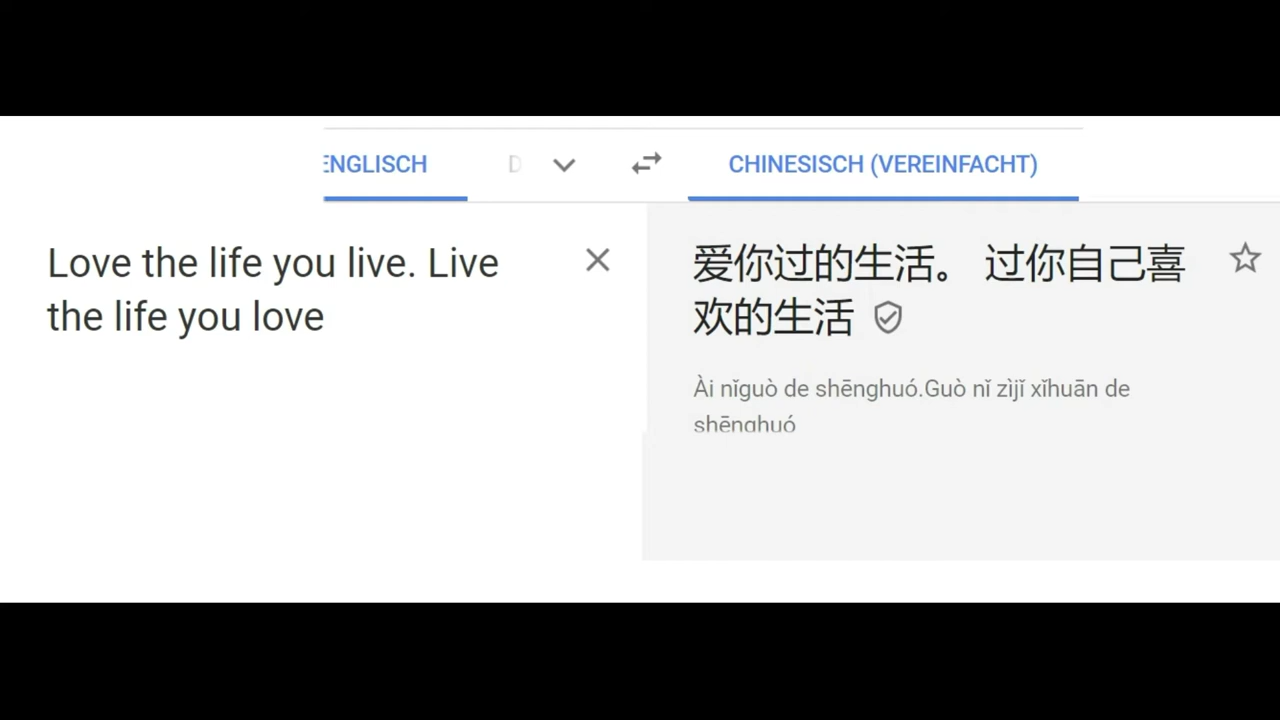 ENGLISCH D CHINESISCH (VEREINFACHT)
Love the life you live. Live
the life you love
爱你过的生活。 过你自己喜
欢的生活
Ài nǐguò de shēnghuó.Guò nǐ zìjǐ xǐhuān de
shēnghuó